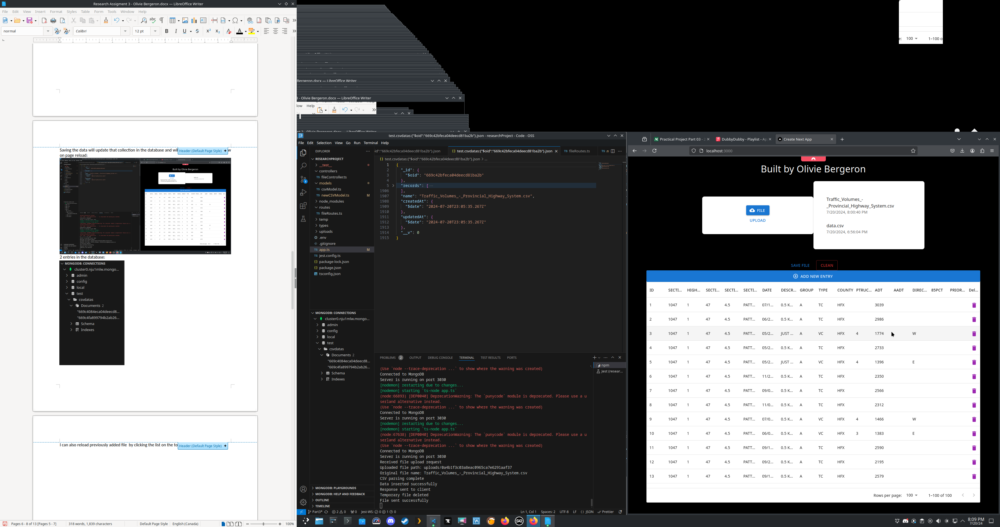 Research Assigment 3 - Olivie Bergeron.docx — LibreOffice Writer
File Edit View Insert Format Styles Table Form Tools Window Help
normal
Calibri
12 pt
Saving the data will update that collection in the database and wil
Header (Default Page Style) +
w
on page reload:
Built by Olivie Bergeron
2 entries in the database:
MONGODB: CONNECTIONS
cluster0.nju1mlw.mongo...
admin
config
local
test
csvdatas
Documents 2
"669c4084eca04deecd8...
"669c4fa899794b2ab26...
Schema
Indexes
I can also reload previously added file by clicking the list on the to
Header (Default Page Style) +
Pages 6 - 8 of 13 [Pages 5 - 7]
318 words, 1,839 characters
Default Page Style
English (Canada)
100%
Bergeron.docx — LibreOffice Writer
3 - Olivie Bergeron.docx — LibreOffice Writer
low Help
test.csvdatas:{"$oid":"669c42bfeca04deecd81ba2b"}.json - researchProject - Code - OSS
File Edit Selection View Go Run Terminal Help
EXPLORER
RESEARCHPROJECT
__test__
controllers
fileController.ts
models
csvModel.ts
newCSVModel.ts M
node_modules
routes
fileRoutes.ts
temp
types
uploads
.env
.gitignore
app.ts M
jest.config.ts
package-lock.json
package.json
tsconfig.json
MONGODB: CONNECTIONS
cluster0.nju1mlw.mongo...
admin
config
local
test
csvdatas
Documents 2
"669c4084eca04deecd8...
"669c4fa899794b2ab26...
Schema
Indexes
MONGODB: PLAYGROUNDS
MONGODB: HELP AND FEEDBACK
OUTLINE
TIMELINE
id":"669c42bfeca04deecd81ba2b"}.json
test.csvdatas:{"$oid":"669c42bfeca04deecd81ba2b"}.json
TS fileRoutes.ts
TS n
{} test.csvdatas:{"$oid":"669c42bfeca04deecd81ba2b"}.json > ...
1 {
2 "_id": {
3 "$oid": "669c42bfeca04deecd81ba2b"
4 },
5 "records": [ ...
1906 ],
1907 "name": "Traffic_Volumes_-_Provincial_Highway_System.csv",
1908 "createdAt": {
1909 "$date": "2024-07-20T23:05:35.267Z"
1910 },
1911 "updatedAt": {
1912 "$date": "2024-07-20T23:05:35.267Z"
1913 },
1914 "__v": 0
1915 }
PROBLEMS 2 OUTPUT DEBUG CONSOLE TERMINAL TEST RESULTS PORTS
npm
Jest (resear...
(Use `node --trace-deprecation ...` to show where the warning was created)
Connected to MongoDB
Server is running on port 3030
[nodemon] restarting due to changes...
[nodemon] starting `ts-node app.ts`
(node:66893) [DEP0040] DeprecationWarning: The `punycode` module is deprecated. Please use a u
serland alternative instead.
(Use `node --trace-deprecation ...` to show where the warning was created)
Connected to MongoDB
Server is running on port 3030
[nodemon] restarting due to changes...
[nodemon] starting `ts-node app.ts`
(node:67638) [DEP0040] DeprecationWarning: The `punycode` module is deprecated. Please use a u
serland alternative instead.
(Use `node --trace-deprecation ...` to show where the warning was created)
Connected to MongoDB
Server is running on port 3030
Received file upload request
Uploaded file path: uploads/0a4b1f3c03a8eac0965ca7e6291aaf37
Original file name: Traffic_Volumes_-_Provincial_Highway_System.csv
CSV parsing complete
Data inserted successfully
Response sent to client
Temporary file deleted
File sent successfully
Part3* 2 0 0 Jest-WS: 0 1 0
Ln 1, Col 1 Spaces: 2 UTF-8 LF {} JSON Prettier
e: 100 1–100 o
Practical Project Part 03 - 2
DubbyDubby - Playlist - Ap
Create Next App
localhost:3000
Built by Olivie Bergeron
FILE
UPLOAD
Traffic_Volumes_-
_Provincial_Highway_System.csv
7/20/2024, 8:00:40 PM
data.csv
7/20/2024, 6:56:04 PM
SAVE FILE CLEAN
ADD NEW ENTRY
ID SECTI... HIGH... SECTI... SECTI... SECTI... DATE DESCR... GROUP TYPE COUNTY PTRUC... ADT AADT DIREC... 85PCT PRIOR... Del...
1 1047 1 47 4.5 PATT... 07/1... 0.5 K... A TC HFX 3039
2 1047 1 47 4.5 PATT... 06/2... 0.5 K... A TC HFX 2986
3 1047 1 47 4.5 PATT... 05/2... JUST ... A VC HFX 4 1774 W
4 1047 1 47 4.5 PATT... 05/2... 0.5 K... A TC HFX 2733
5 1047 1 47 4.5 PATT... 05/2... JUST ... A VC HFX 4 1396 E
6 1047 1 47 4.5 PATT... 11/2... 0.5 K... A TC HFX 2350
7 1047 1 47 4.5 PATT... 09/0... 0.5 K... A TC HFX 2566
8 1047 1 47 4.5 PATT... 11/0... 0.5 K... A TC HFX 2312
9 1047 1 47 4.5 PATT... 07/0... 0.5 K... A VC HFX 4 1466 W
10 1047 1 47 4.5 PATT... 06/0... 0.5 K... A VC HFX 3 1383 E
11 1047 1 47 4.5 PATT... 09/1... 0.5 K... A TC HFX 2590
12 1047 1 47 4.5 PATT... 09/2... 0.5 K... A TC HFX 2195
13 1047 1 47 4.5 PATT... 09/1... 0.5 K... A TC HFX 2579
Rows per page: 100 1–100 of 100
8:09 PM
7/20/24